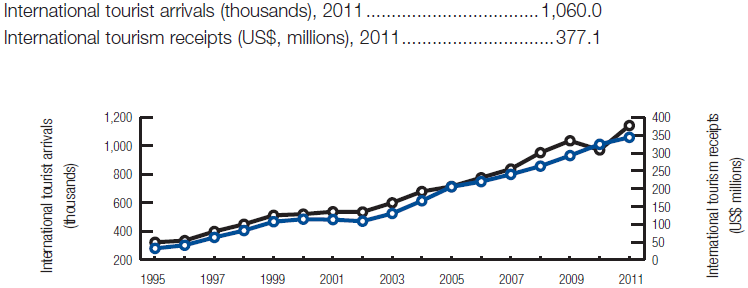 International tourist arrivals (thousands), 2011..................................1,060.0
International tourism receipts (US$, millions), 2011..............................377.1
International tourist arrivals
(thousands)
1,200
1,000
800
600
400
200
400
350
300
250
200
150
100
50
0
International tourism receipts
(US$ millions)
1995 1997 1999 2001 2003 2005 2007 2009 2011